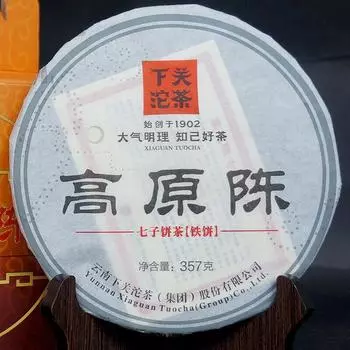 下关
沱茶
始创于1902
大气明理 知己好茶
XIAGUAN TUOCHA
高原陈
七子饼茶【铁饼】
净含量：357克
云南下关沱茶（集团）股份有限公司
Yunnan Xiaguan Tuocha(Group)Co.,Ltd.